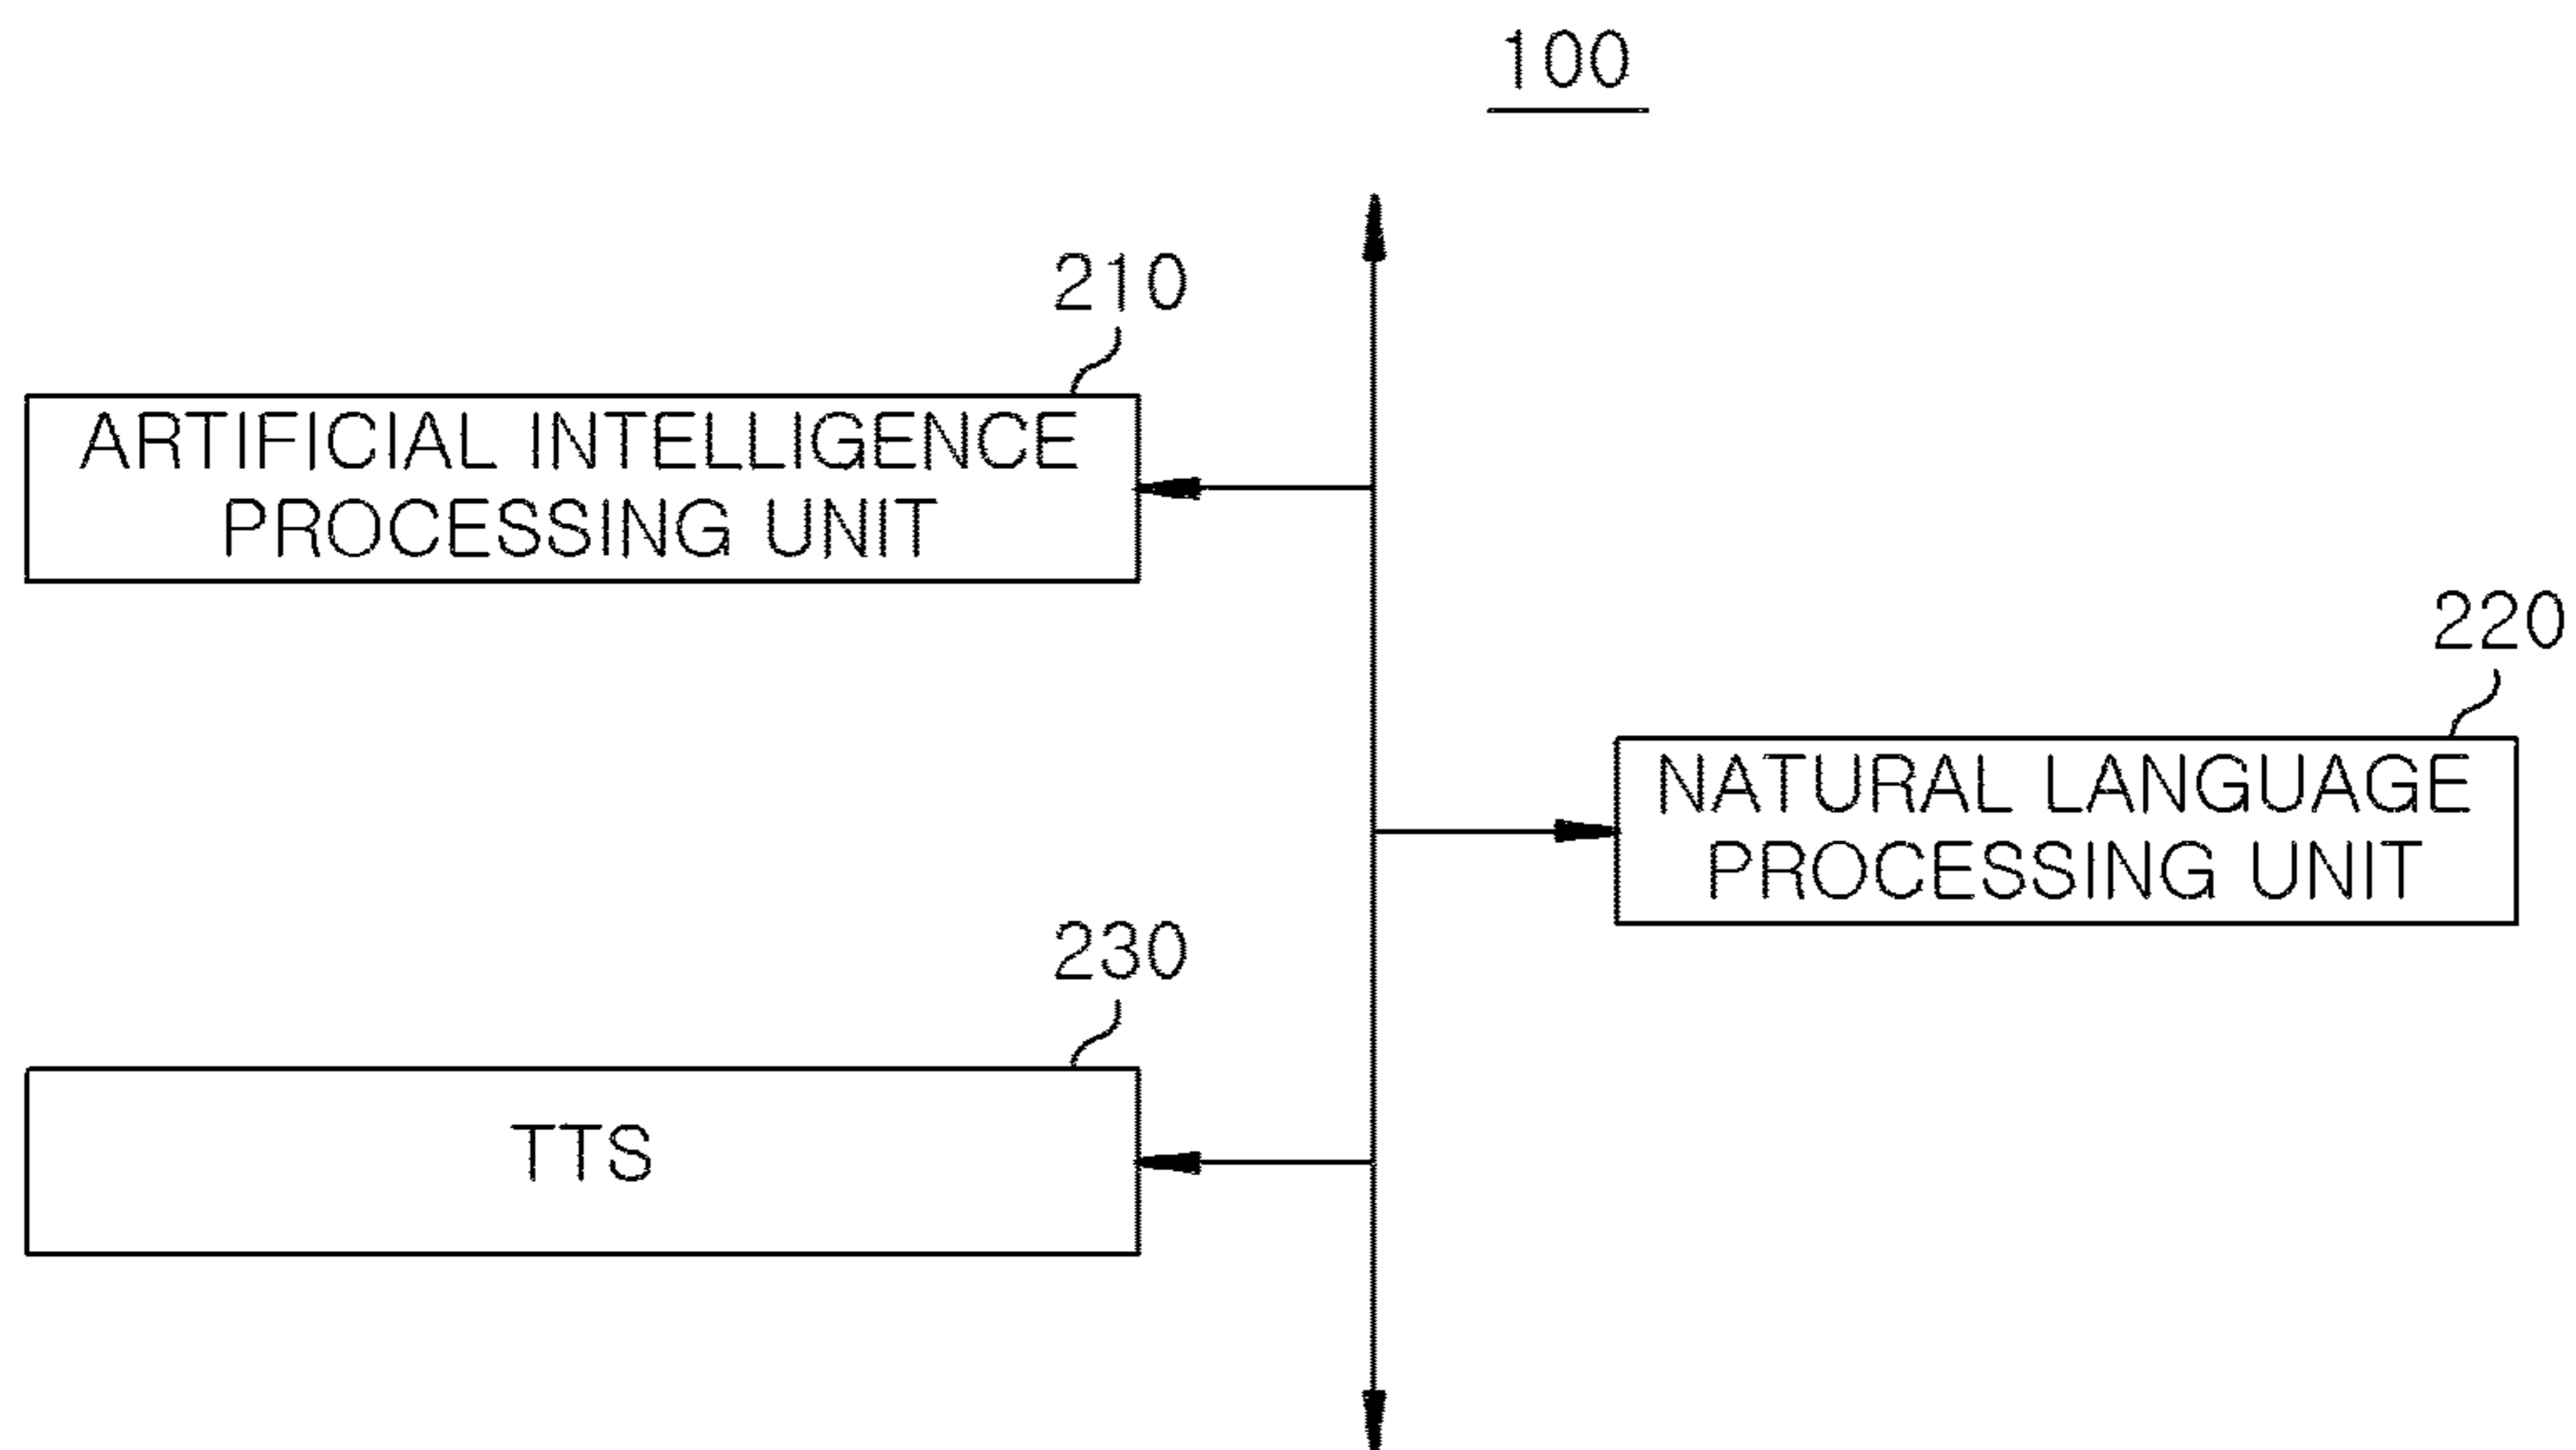 100
210
ARTIFICIAL INTELLIGENCE
PROCESSING UNIT
220
NATURAL LANGUAGE
PROCESSING UNIT
230
TTS